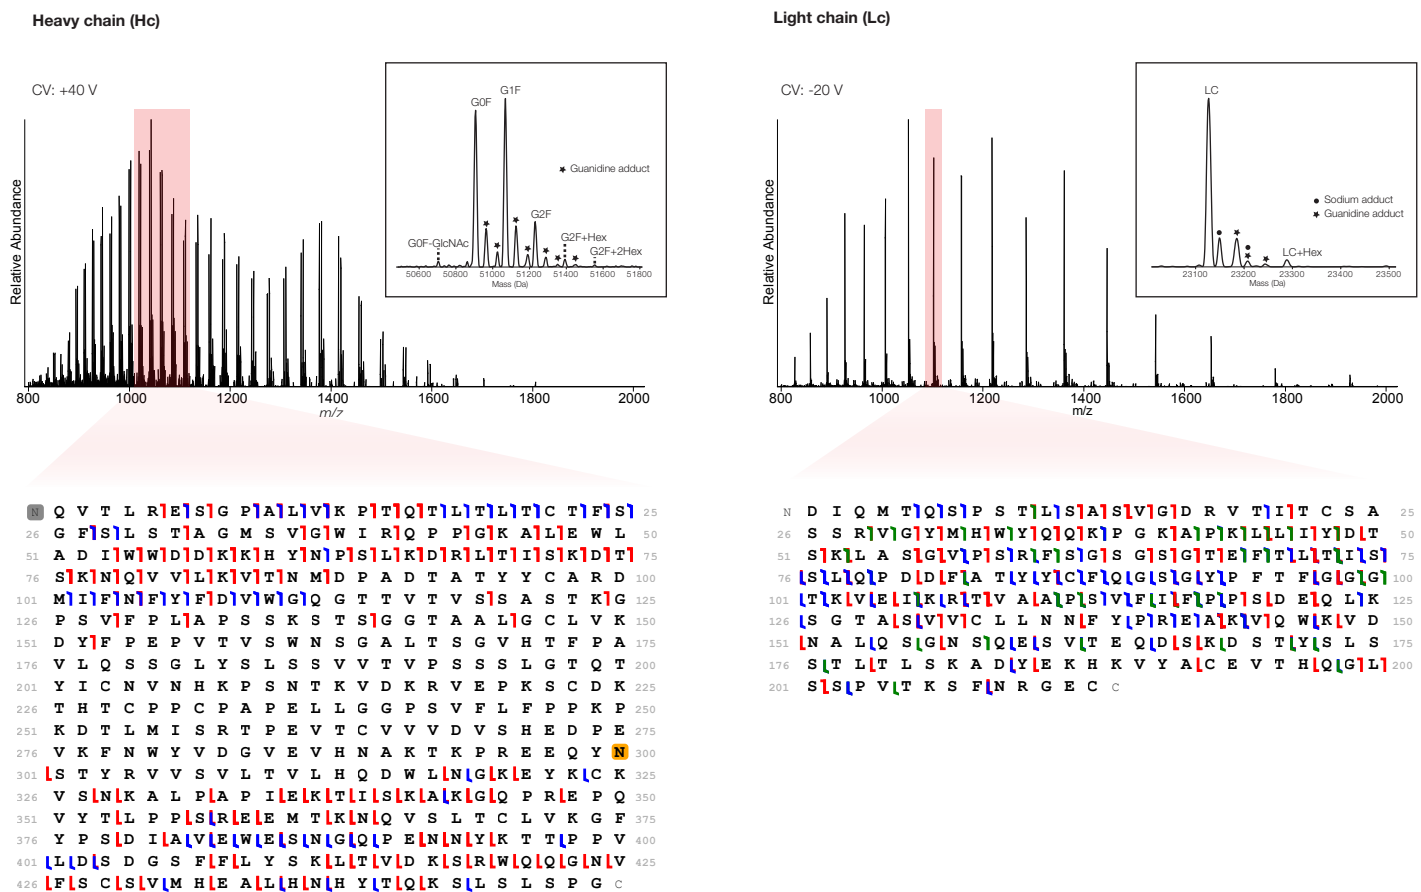 Heavy chain (Hc)
CV: +40 V
Relative Abundance
G0F
G1F
★ Guanidine adduct
G2F
G0F-GlcNAc
G2F+Hex
G2F+2Hex
50600 50800 51000 51200 51400 51600 51800
Mass (Da)
800 1000 1200 1400 1600 1800 2000
m/z
N Q V T L R E S G P A L V K P T Q T L T L T C T F S 25
26 G F S L S T A G M S V G W I R Q P P G K A L E W L 50
51 A D I W W D D K K H Y N P S L K D R L T I S K D T 75
76 S K N Q V V L K V T N M D P A D T A T Y Y C A R D 100
101 M I F N F Y F D V W G Q G T T V T V S S A S T K G 125
126 P S V F P L A P S S K S T S G G T A A L G C L V K 150
151 D Y F P E P V T V S W N S G A L T S G V H T F P A 175
176 V L Q S S G L Y S L S S V V T V P S S S L G T Q T 200
201 Y I C N V N H K P S N T K V D K R V E P K S C D K 225
226 T H T C P P C P A P E L L G G P S V F L F P P K P 250
251 K D T L M I S R T P E V T C V V V D V S H E D P E 275
276 V K F N W Y V D G V E V H N A K T K P R E E Q Y N 300
301 S T Y R V V S V L T V L H Q D W L N G K E Y K C K 325
326 V S N K A L P A P I E K T I S K A K G Q P R E P Q 350
351 V Y T L P P S R E E M T K N Q V S L T C L V K G F 375
376 Y P S D I A V E W E S N G Q P E N N Y K T T P P V 400
401 L D S D G S F F L Y S K L T V D K S R W Q Q G N V 425
426 F S C S V M H E A L H N H Y T Q K S L S L S P G C
Light chain (Lc)
CV: -20 V
Relative Abundance
LC
● Sodium adduct
★ Guanidine adduct
LC+Hex
23100 23200 23300 23400 23500
Mass (Da)
800 1000 1200 1400 1600 1800 2000
m/z
N D I Q M T Q S P S T L S A S V G D R V T I T C S A 25
26 S S R V G Y M H W Y Q Q K P G K A P K L L I Y D T 50
51 S K L A S G V P S R F S G S G S G T E F T L T I S 75
76 S L Q P D D F A T Y Y C F Q G S G Y P F T F G G G 100
101 T K V E I K R T V A A P S V F I F P P S D E Q L K 125
126 S G T A S V V C L L N N F Y P R E A K V Q W K V D 150
151 N A L Q S G N S Q E S V T E Q D S K D S T Y S L S 175
176 S T L T L S K A D Y E K H K V Y A C E V T H Q G L 200
201 S S P V T K S F N R G E C C